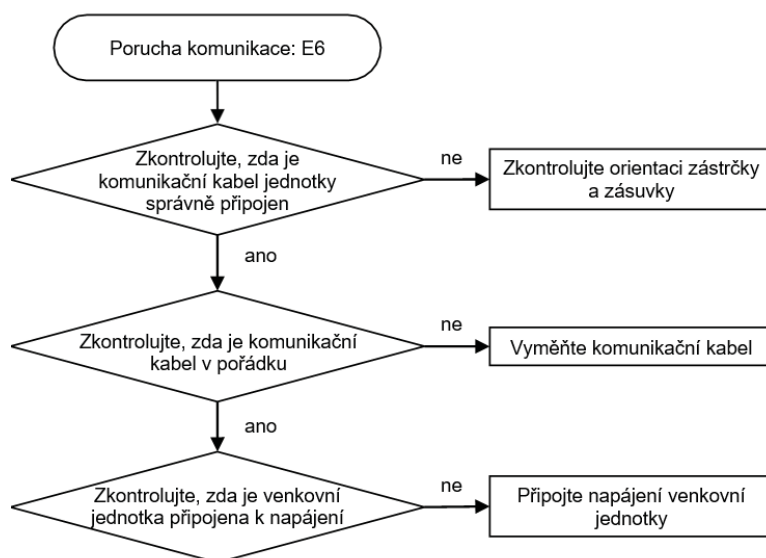 Porucha komunikace: E6
Zkontrolujte, zda je
komunikační kabel jednotky
správně připojen
ne
Zkontrolujte orientaci zástrčky
a zásuvky
ano
Zkontrolujte, zda je komunikační
kabel v pořádku
ne
Vyměňte komunikační kabel
ano
Zkontrolujte, zda je venkovní
jednotka připojena k napájení
ne
Připojte napájení venkovní
jednotky